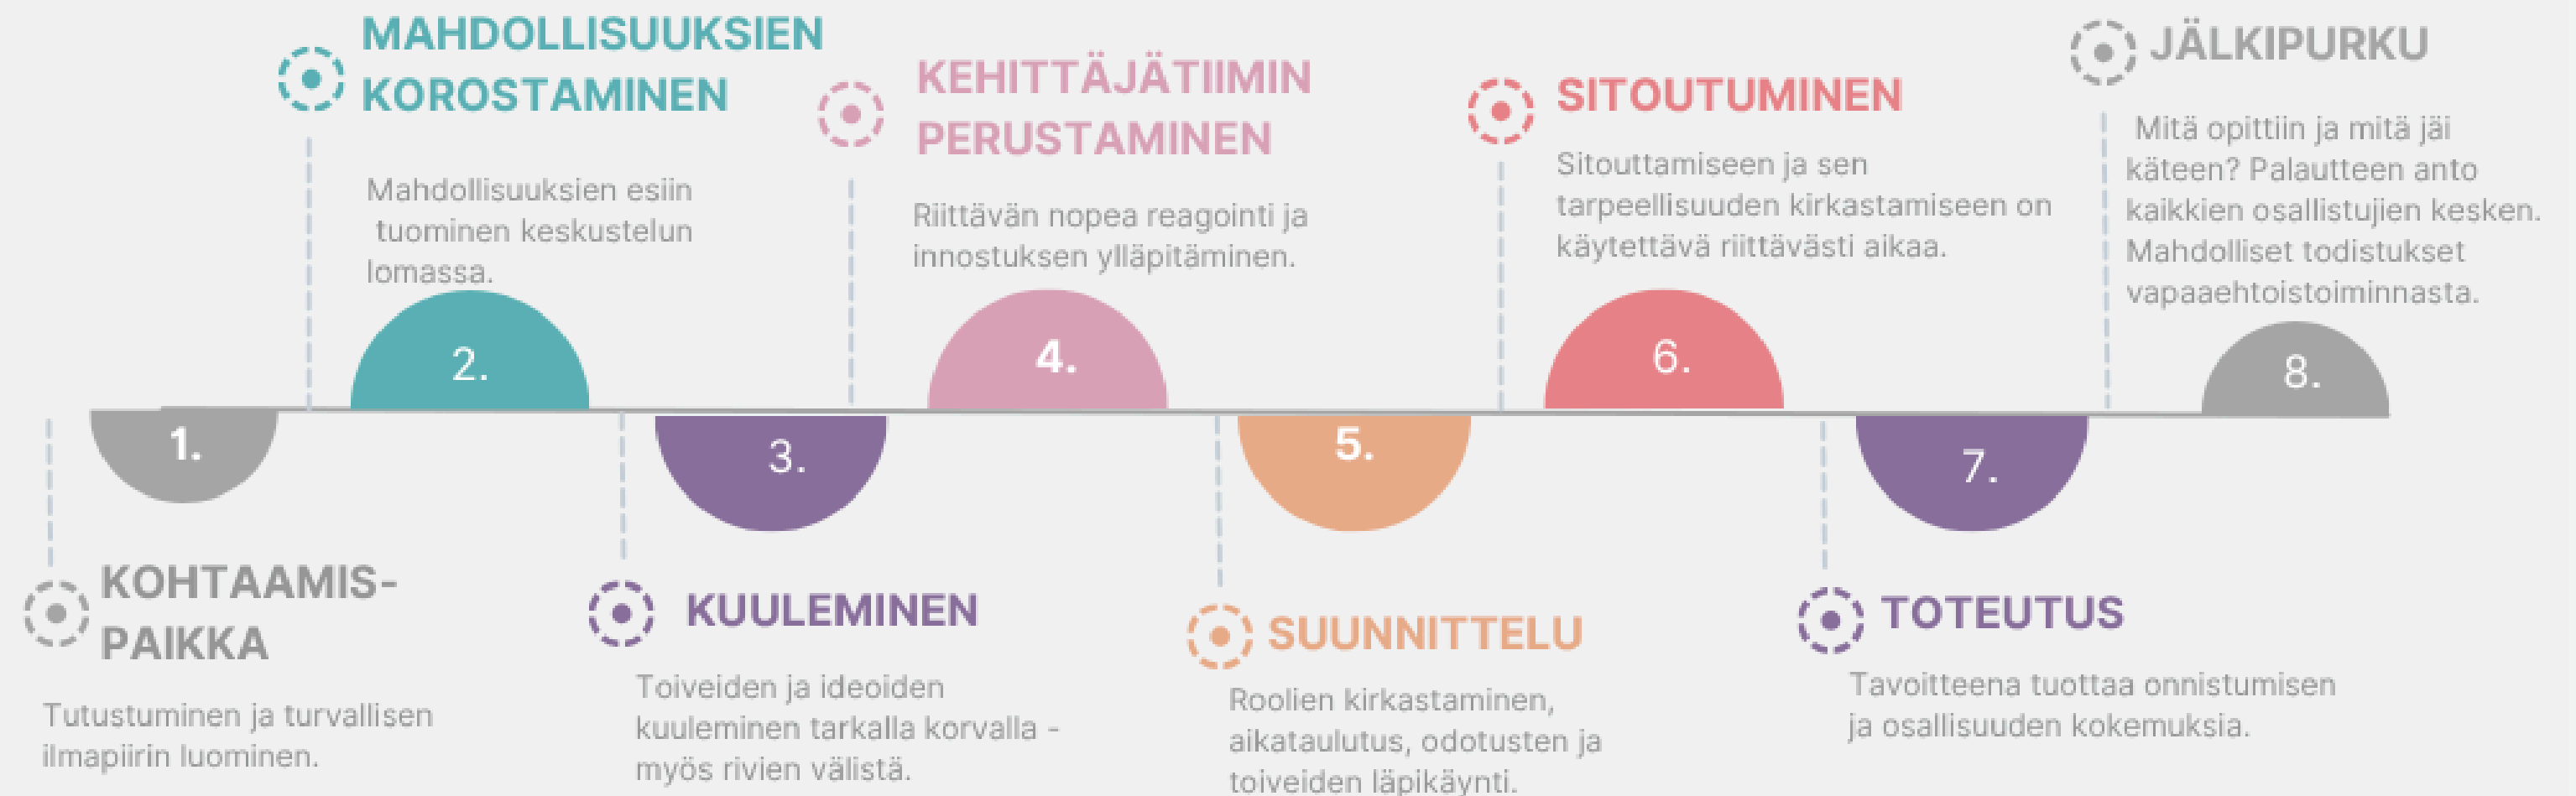 1.
KOHTAAMIS-
PAIKKA
Tutustuminen ja turvallisen
ilmapiirin luominen.
2.
MAHDOLLISUUKSIEN
KOROSTAMINEN
Mahdollisuuksien esiin
tuominen keskustelun
lomassa.
3.
KUULEMINEN
Toiveiden ja ideoiden
kuuleminen tarkalla korvalla -
myös rivien välistä.
4.
KEHITTÄJÄTIIMIN
PERUSTAMINEN
Riittävän nopea reagointi ja
innostuksen ylläpitäminen.
5.
SUUNNITTELU
Roolien kirkastaminen,
aikataulutus, odotusten ja
toiveiden läpikäynti.
6.
SITOUTUMINEN
Sitouttamiseen ja sen
tarpeellisuuden kirkastamiseen on
käytettävä riittävästi aikaa.
7.
TOTEUTUS
Tavoitteena tuottaa onnistumisen
ja osallisuuden kokemuksia.
8.
JÄLKIPURKU
Mitä opittiin ja mitä jäi
käteen? Palautteen anto
kaikkien osallistujien kesken.
Mahdolliset todistukset
vapaaehtoistoiminnasta.